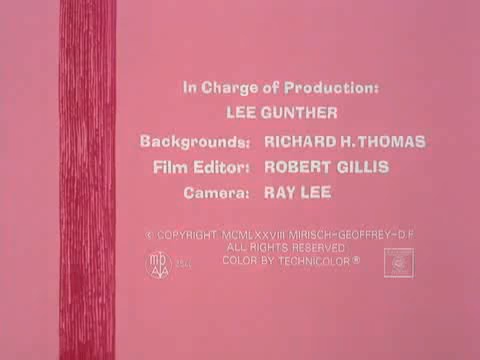 In Charge of Production:
LEE GUNTHER
Backgrounds: RICHARD H. THOMAS
Film Editor: ROBERT GILLIS
Camera: RAY LEE
© COPYRIGHT MCMLXXVIII MIRISCH-GEOFFREY-D.F.
ALL RIGHTS RESERVED
COLOR BY TECHNICOLOR®